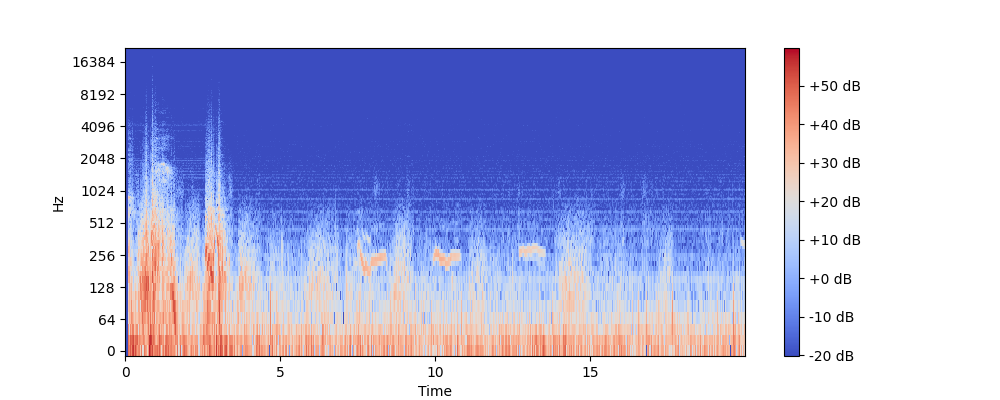 16384
8192
4096
2048
1024
512
256
128
64
0
Hz
0 5 10 15
Time
+50 dB
+40 dB
+30 dB
+20 dB
+10 dB
+0 dB
-10 dB
-20 dB